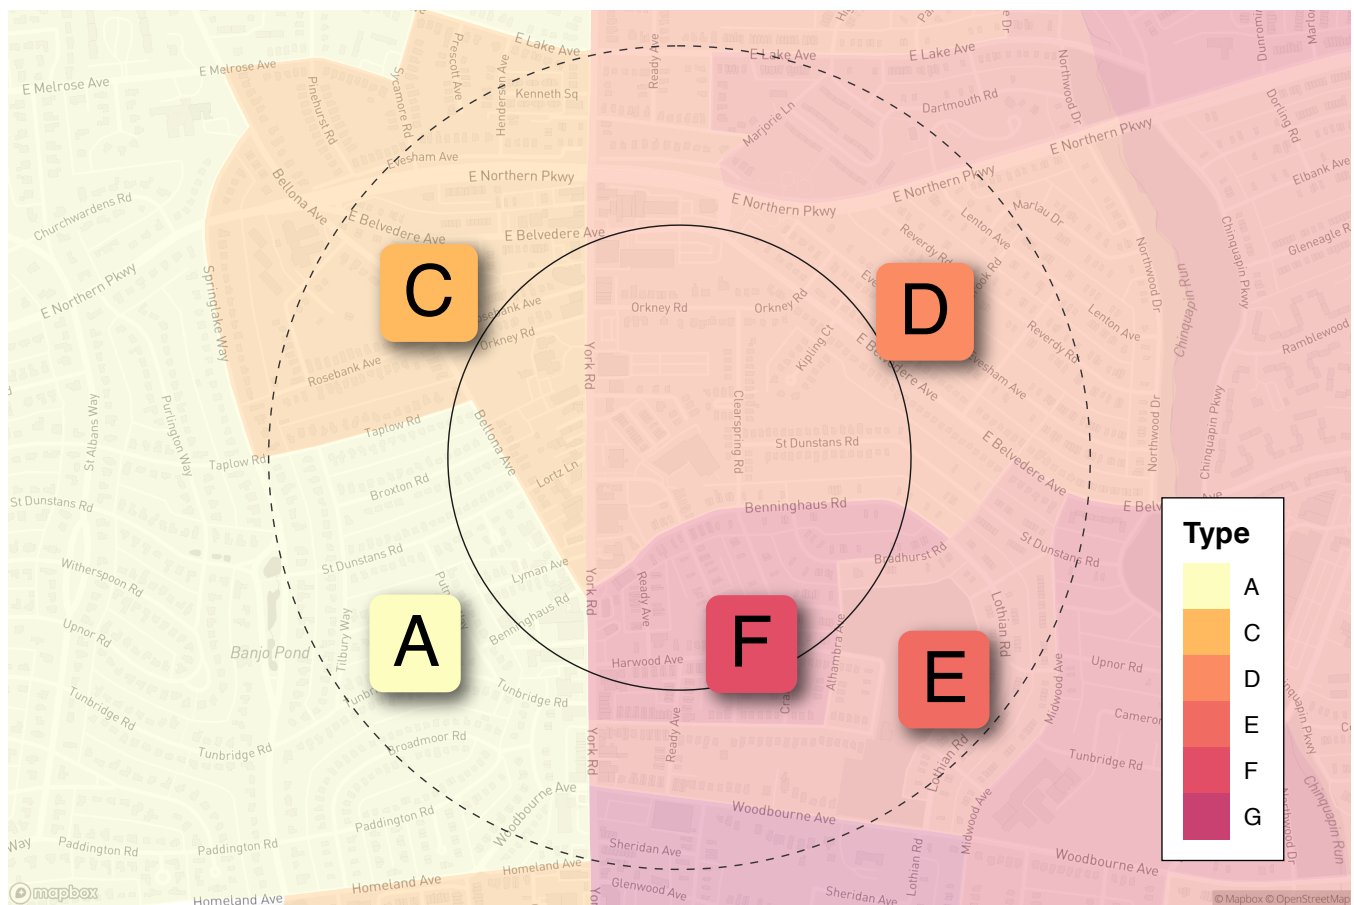 E Lake Ave
Ready Ave
E Lake Ave
E Lake Ave
Northwood Dr
Dunrom
Marlo
E Melrose Ave
E Melrose Ave
Prescott Ave
Sycamore Rd
Pinehurst Rd
Henderson Ave
Kenneth Sq
Marjorie Ln
Dartmouth Rd
Dorling Rd
E Northern Pkwy
Evesham Ave
E Northern Pkwy
E Northern Pkwy
E Northern Pkwy
Elbank Ave
Churchwardens Rd
Bellona Ave
E Belvedere Ave
E Belvedere Ave
Lenton Ave
Marlau Dr
Reverdy Rd
Chinquapin Pkwy
Gleneagle R
E Northern Pkwy
Springlake Way
C
D
Northwood Dr
Chinquapin Run
Orkney Rd
Orkney Rd
Orkney Rd
Kipling Ct
Lenton Ave
Reverdy Rd
Ramblewood
Rosebank Ave
York Rd
St Albans Way
Purlington Way
Taplow Rd
Taplow Rd
Bellona Ave
Clearspring Rd
St Dunstans Rd
E Belvedere Ave
Northwood Dr
Chinquapin Pkwy
Broxton Rd
Lortz Ln
St Dunstans Rd
Benninghaus Rd
E Belv
Type
A
C
D
E
F
G
St Dunstans Rd
Lyman Ave
Bradhurst Rd
St Dunstans Rd
Witherspoon Rd
York Rd
Ready Ave
Benninghaus Rd
Lothian Rd
Upnor Rd
Tilbury Way
Banjo Pond
A
F
E
Harwood Ave
Alhambra Ave
Midwood Ave
Upnor Rd
Tunbridge Rd
Tunbridge Rd
Tunbridge Rd
Broadmoor Rd
York Rd
Ready Ave
Lothian Rd
Tunbridge Rd
Woodbourne Ave
Paddington Rd
Paddington Rd
Paddington Rd
Way
Woodbourne Ave
Midwood Ave
Woodbourne Ave
Chinquapin Run
Sheridan Ave
Homeland Ave
Homeland Ave
Homeland Ave
Glenwood Ave
Sheridan Ave
Lothian Rd
mapbox
© Mapbox © OpenStreetMap